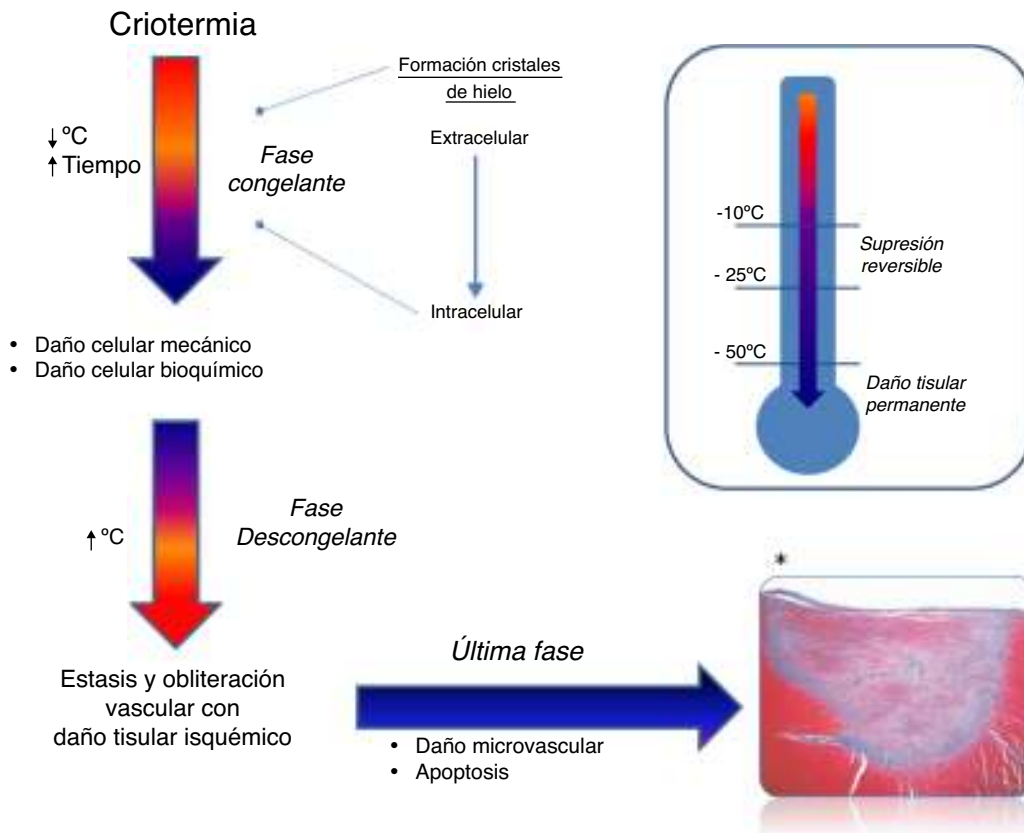 Criotermia
↓ ºC
↑ Tiempo
Fase
congelante
Formación cristales
de hielo
Extracelular
Intracelular
• Daño celular mecánico
• Daño celular bioquímico
↑ ºC
Fase
Descongelante
Estasis y obliteración
vascular con
daño tisular isquémico
Última fase
• Daño microvascular
• Apoptosis
-10ºC
Supresión
reversible
- 25ºC
- 50ºC
Daño tisular
permanente
*